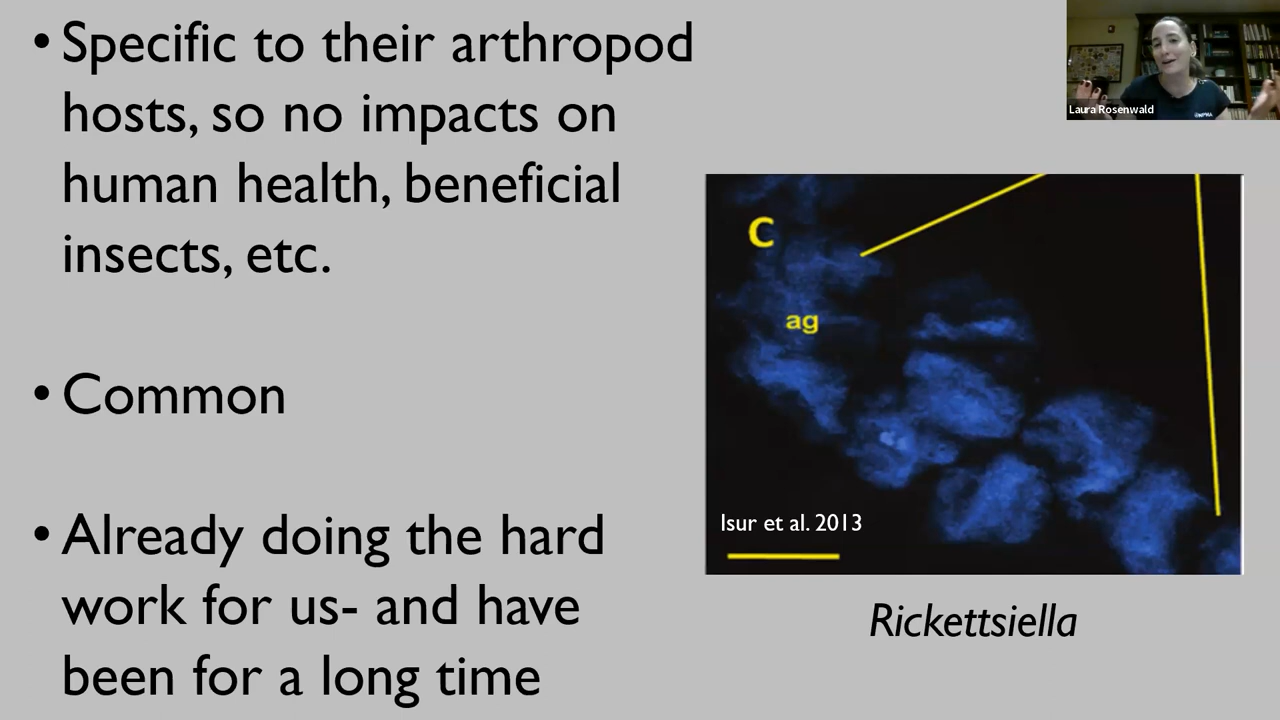 • Specific to their arthropod
hosts, so no impacts on
human health, beneficial
insects, etc.
• Common
• Already doing the hard
work for us- and have
been for a long time
Laura Rosenwald
C
ag
Isur et al. 2013
Rickettsiella